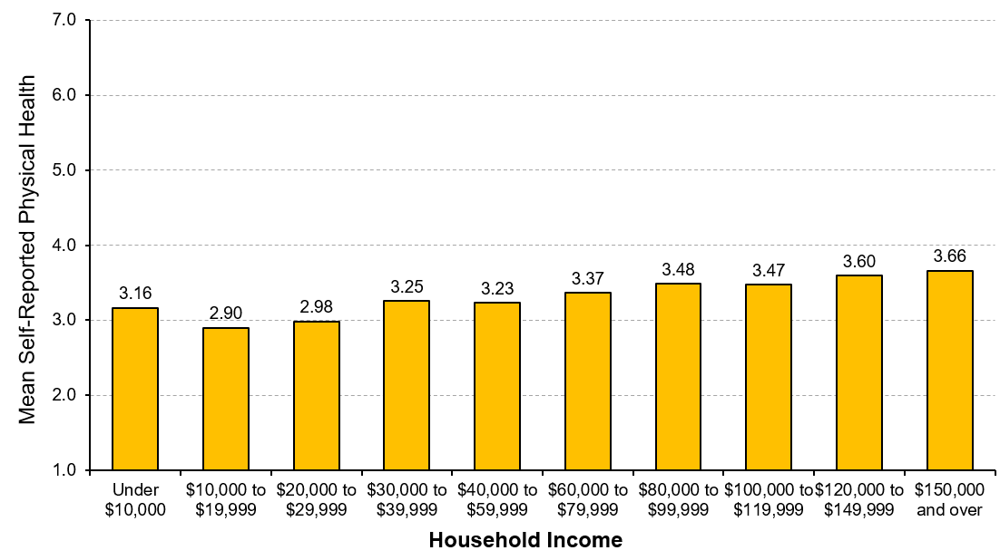 7.0
6.0
5.0
4.0
3.0
2.0
1.0
Mean Self-Reported Physical Health
3.16
2.90
2.98
3.25
3.23
3.37
3.48
3.47
3.60
3.66
Under
$10,000
$10,000 to
$19,999
$20,000 to
$29,999
$30,000 to
$39,999
$40,000 to
$59,999
$60,000 to
$79,999
$80,000 to
$99,999
$100,000 to
$119,999
$120,000 to
$149,999
$150,000
and over
Household Income